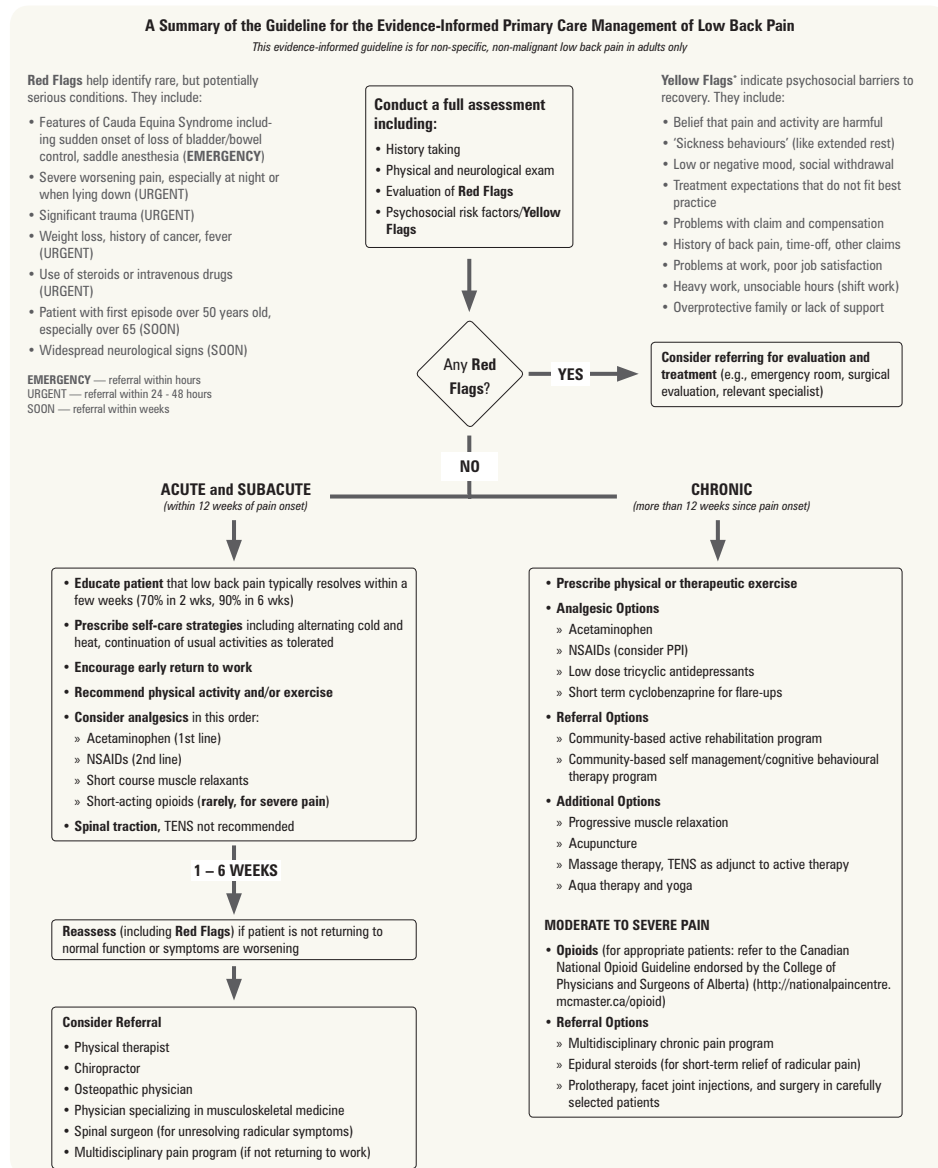 A Summary of the Guideline for the Evidence-Informed Primary Care Management of Low Back Pain
This evidence-informed guideline is for non-specific, non-malignant low back pain in adults only
Red Flags help identify rare, but potentially
serious conditions. They include:
• Features of Cauda Equina Syndrome includ-
ing sudden onset of loss of bladder/bowel
control, saddle anesthesia (EMERGENCY)
• Severe worsening pain, especially at night or
when lying down (URGENT)
• Significant trauma (URGENT)
• Weight loss, history of cancer, fever
(URGENT)
• Use of steroids or intravenous drugs
(URGENT)
• Patient with first episode over 50 years old,
especially over 65 (SOON)
• Widespread neurological signs (SOON)
EMERGENCY — referral within hours
URGENT — referral within 24 - 48 hours
SOON — referral within weeks
Conduct a full assessment
including:
• History taking
• Physical and neurological exam
• Evaluation of Red Flags
• Psychosocial risk factors/Yellow
Flags
Yellow Flags* indicate psychosocial barriers to
recovery. They include:
• Belief that pain and activity are harmful
• ‘Sickness behaviours’ (like extended rest)
• Low or negative mood, social withdrawal
• Treatment expectations that do not fit best
practice
• Problems with claim and compensation
• History of back pain, time-off, other claims
• Problems at work, poor job satisfaction
• Heavy work, unsociable hours (shift work)
• Overprotective family or lack of support
Any Red
Flags?
YES
Consider referring for evaluation and
treatment (e.g., emergency room, surgical
evaluation, relevant specialist)
NO
ACUTE and SUBACUTE
(within 12 weeks of pain onset)
• Educate patient that low back pain typically resolves within a
few weeks (70% in 2 wks, 90% in 6 wks)
• Prescribe self-care strategies including alternating cold and
heat, continuation of usual activities as tolerated
• Encourage early return to work
• Recommend physical activity and/or exercise
• Consider analgesics in this order:
» Acetaminophen (1st line)
» NSAIDs (2nd line)
» Short course muscle relaxants
» Short-acting opioids (rarely, for severe pain)
• Spinal traction, TENS not recommended
1 – 6 WEEKS
Reassess (including Red Flags) if patient is not returning to
normal function or symptoms are worsening
Consider Referral
• Physical therapist
• Chiropractor
• Osteopathic physician
• Physician specializing in musculoskeletal medicine
• Spinal surgeon (for unresolving radicular symptoms)
• Multidisciplinary pain program (if not returning to work)
CHRONIC
(more than 12 weeks since pain onset)
• Prescribe physical or therapeutic exercise
• Analgesic Options
» Acetaminophen
» NSAIDs (consider PPI)
» Low dose tricyclic antidepressants
» Short term cyclobenzaprine for flare-ups
• Referral Options
» Community-based active rehabilitation program
» Community-based self management/cognitive behavioural
therapy program
• Additional Options
» Progressive muscle relaxation
» Acupuncture
» Massage therapy, TENS as adjunct to active therapy
» Aqua therapy and yoga
MODERATE TO SEVERE PAIN
• Opioids (for appropriate patients: refer to the Canadian
National Opioid Guideline endorsed by the College of
Physicians and Surgeons of Alberta) (http://nationalpaincentre.
mcmaster.ca/opioid)
• Referral Options
» Multidisciplinary chronic pain program
» Epidural steroids (for short-term relief of radicular pain)
» Prolotherapy, facet joint injections, and surgery in carefully
selected patients